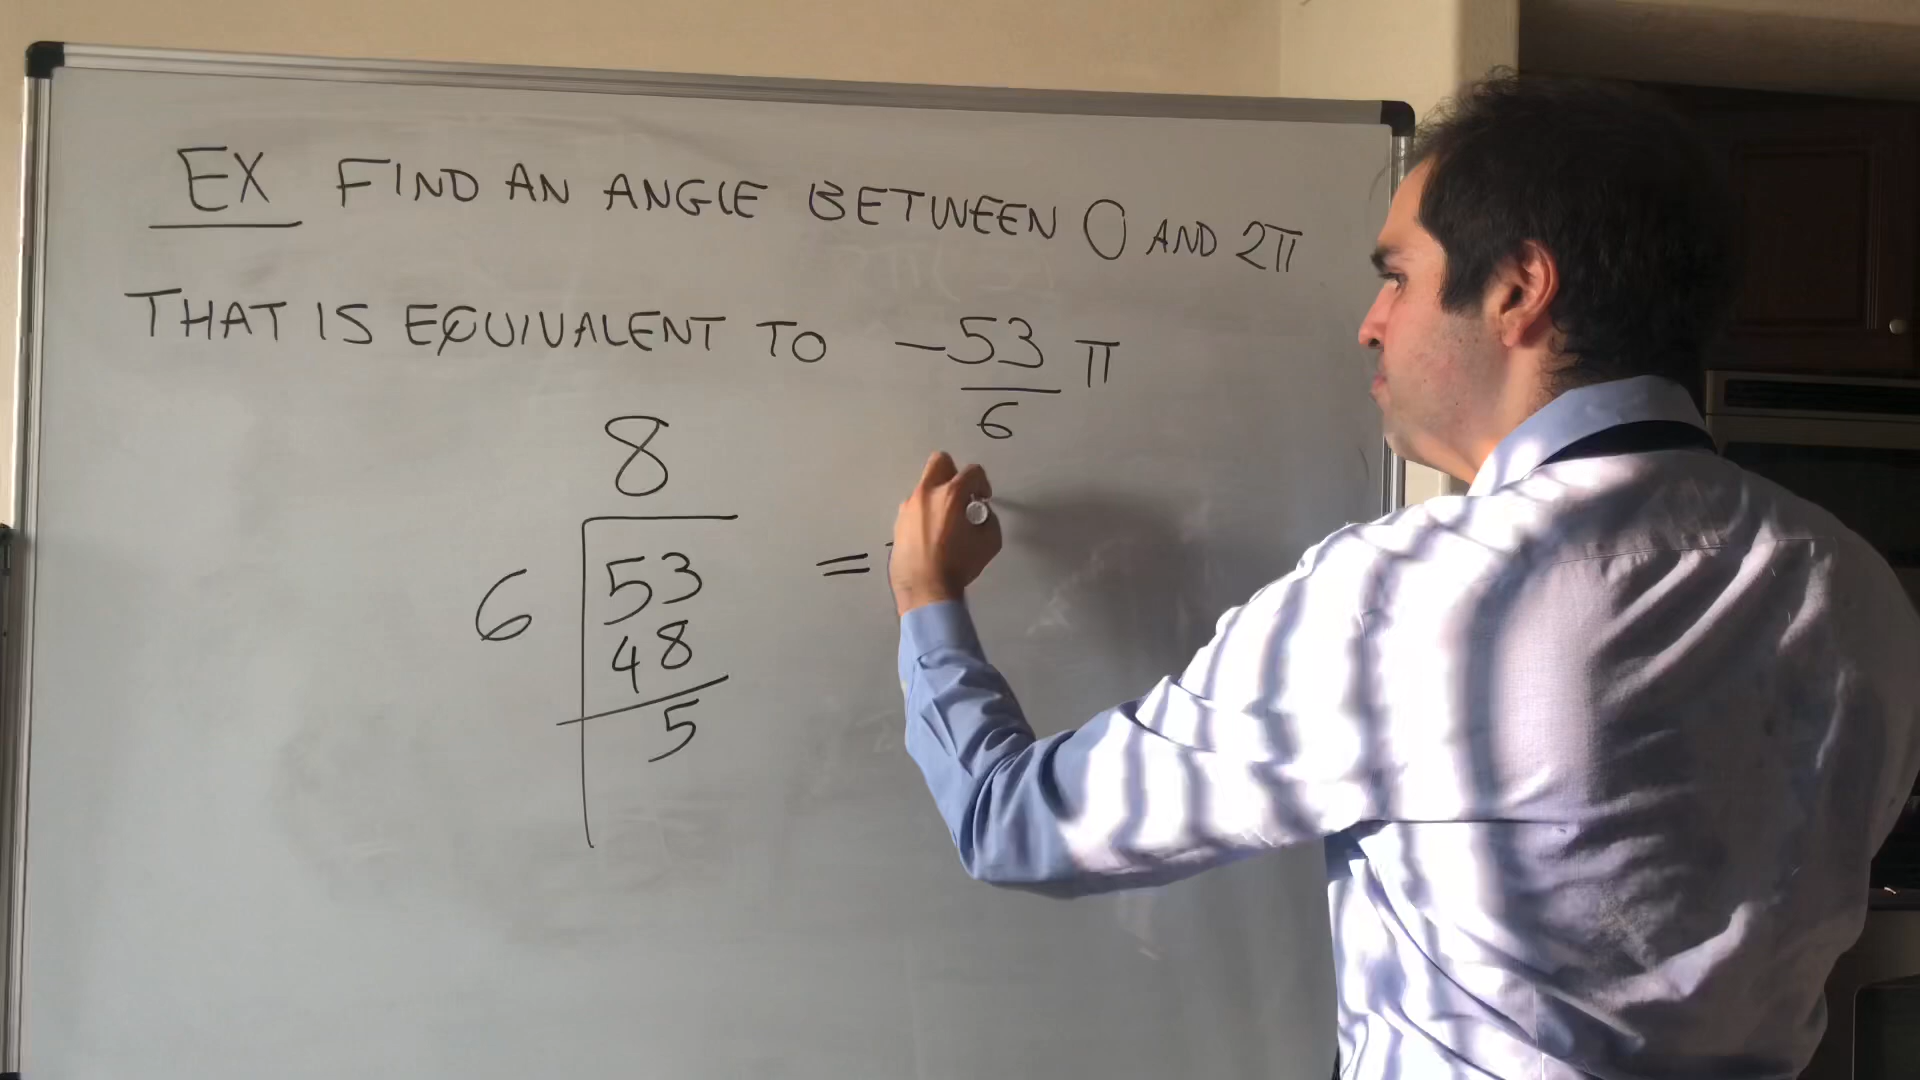 EX FIND AN ANGLE BETWEEN 0 AND 2π
THAT IS EQUIVALENT TO -53/6 π
8
6 53
48
5
=